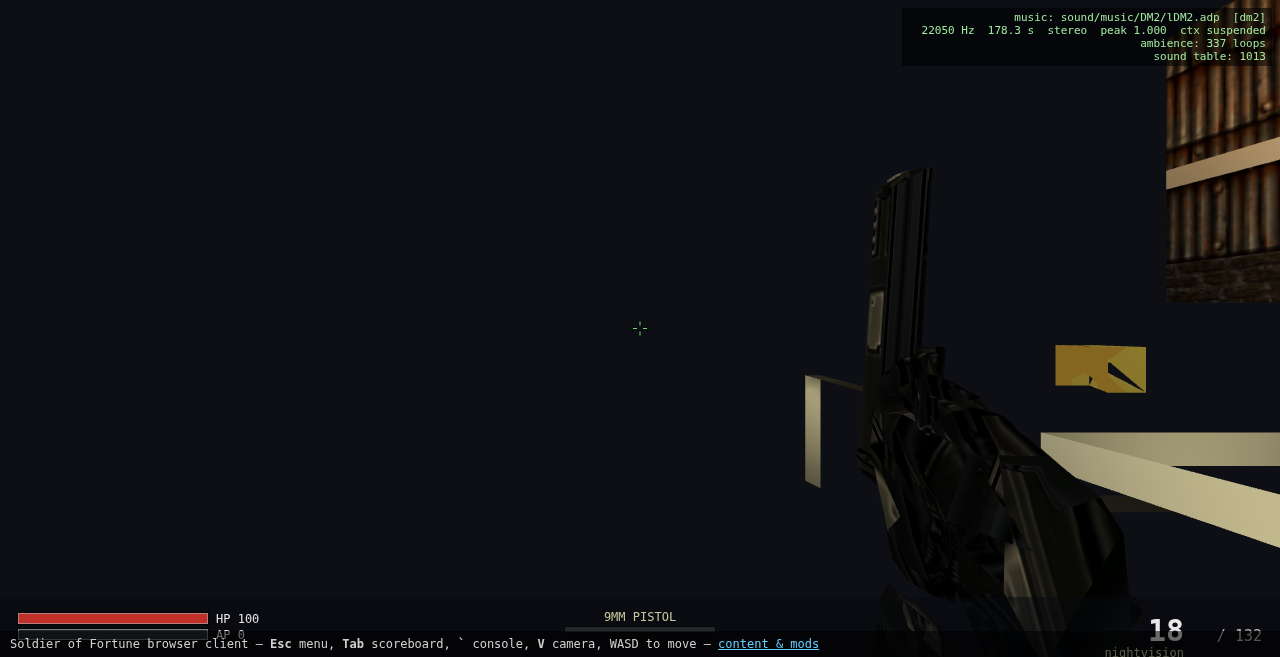 music: sound/music/DM2/lDM2.adp  [dm2]
22050 Hz  178.3 s  stereo  peak 1.000  ctx suspended
ambience: 337 loops
sound table: 1013
HP 100
9MM PISTOL
AP 0
18 / 132
Soldier of Fortune browser client — Esc menu, Tab scoreboard, ` console, V camera, WASD to move — content & mods
nightvision